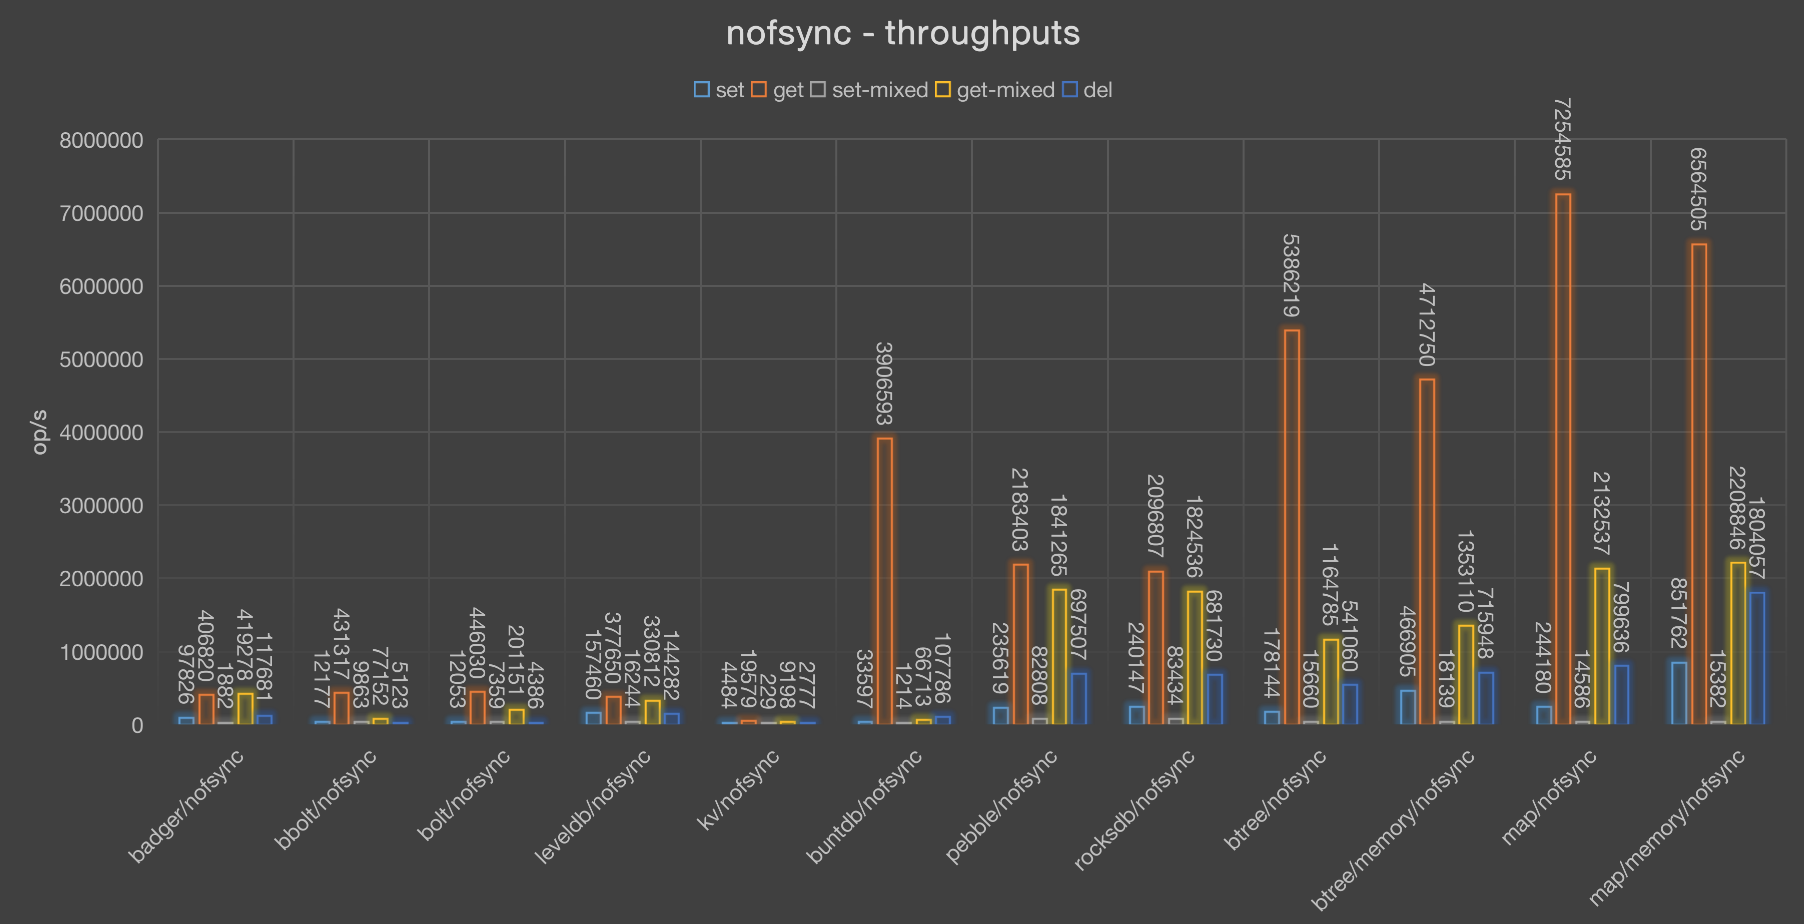 nofsync - throughputs
set get set-mixed get-mixed del
8000000
7000000
6000000
5000000
4000000
3000000
2000000
1000000
0
op/s
97826 406820 182 419278 117681
12177 431317 9863 77152 5123
12053 446030 7359 201151 4386
157460 377650 16244 330812 144282
4484 19579 229 9198 2777
33597 3906593 1214 66713 107786
235619 2183403 82808 1841265 697507
240147 2096807 83434 1824536 681730
178144 5386219 15660 1164785 541060
466905 4712750 18139 1353110 715948
244180 7254585 14586 2132537 799636
851762 6564505 15382 2208846 1804057
badger/nofsync
bbolt/nofsync
bolt/nofsync
leveldb/nofsync
kv/nofsync
buntdb/nofsync
pebble/nofsync
rocksdb/nofsync
btree/nofsync
btree/memory/nofsync
map/nofsync
map/memory/nofsync